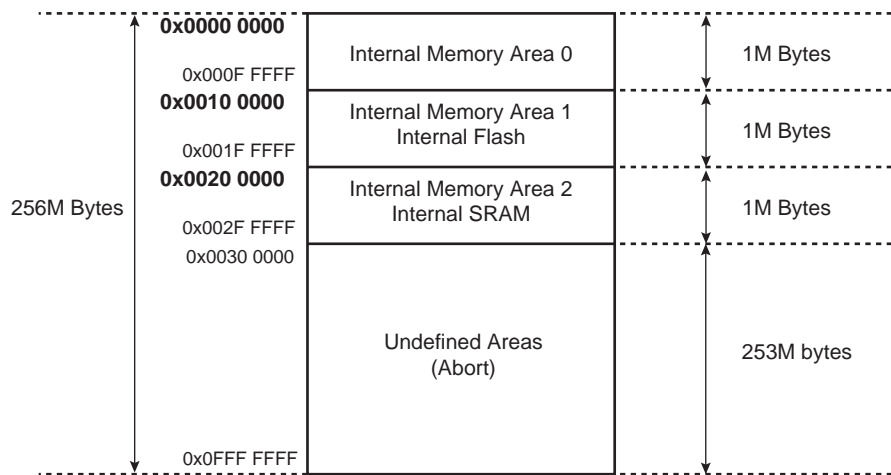 0x0000 0000
Internal Memory Area 0
1M Bytes
0x000F FFFF
0x0010 0000
Internal Memory Area 1
Internal Flash
1M Bytes
0x001F FFFF
0x0020 0000
Internal Memory Area 2
Internal SRAM
256M Bytes
1M Bytes
0x002F FFFF
0x0030 0000
Undefined Areas
(Abort)
253M bytes
0x0FFF FFFF